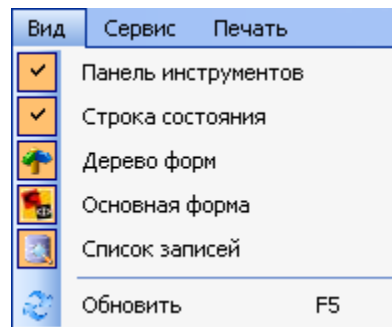 Вид Сервис Печать
Панель инструментов
Строка состояния
Дерево форм
Основная форма
Список записей
Обновить F5